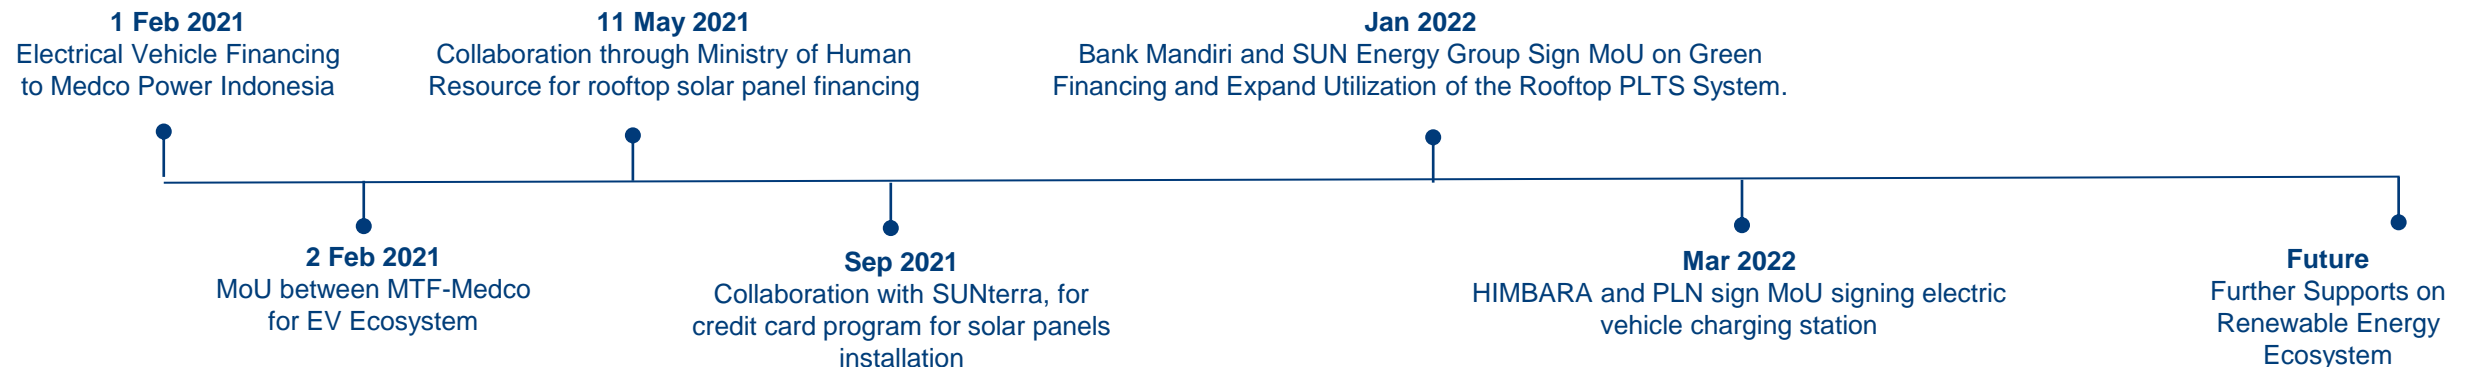 1 Feb 2021
Electrical Vehicle Financing
to Medco Power Indonesia
11 May 2021
Collaboration through Ministry of Human
Resource for rooftop solar panel financing
Jan 2022
Bank Mandiri and SUN Energy Group Sign MoU on Green
Financing and Expand Utilization of the Rooftop PLTS System.
2 Feb 2021
MoU between MTF-Medco
for EV Ecosystem
Sep 2021
Collaboration with SUNterra, for
credit card program for solar panels
installation
Mar 2022
HIMBARA and PLN sign MoU signing electric
vehicle charging station
Future
Further Supports on
Renewable Energy
Ecosystem